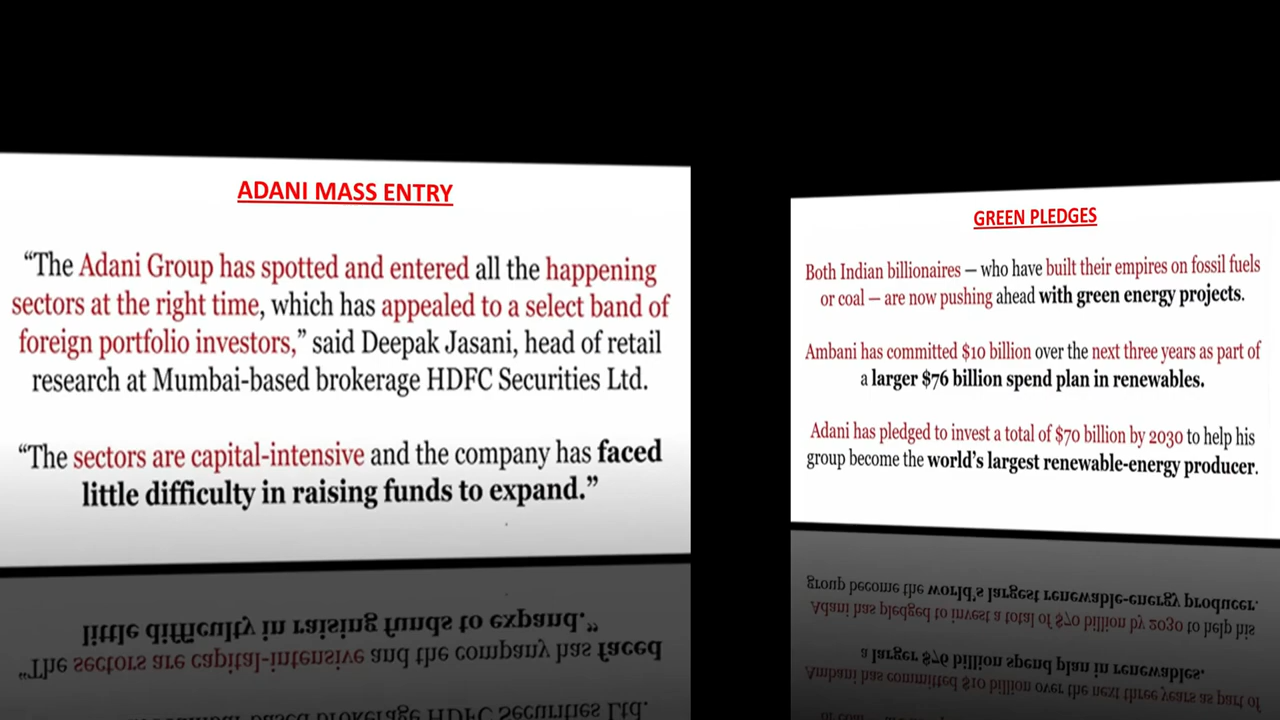 ADANI MASS ENTRY
“The Adani Group has spotted and entered all the happening
sectors at the right time, which has appealed to a select band of
foreign portfolio investors,” said Deepak Jasani, head of retail
research at Mumbai-based brokerage HDFC Securities Ltd.
“The sectors are capital-intensive and the company has faced
little difficulty in raising funds to expand.”
GREEN PLEDGES
Both Indian billionaires — who have built their empires on fossil fuels
or coal — are now pushing ahead with green energy projects.
Ambani has committed $10 billion over the next three years as part of
a larger $76 billion spend plan in renewables.
Adani has pledged to invest a total of $70 billion by 2030 to help his
group become the world’s largest renewable-energy producer.